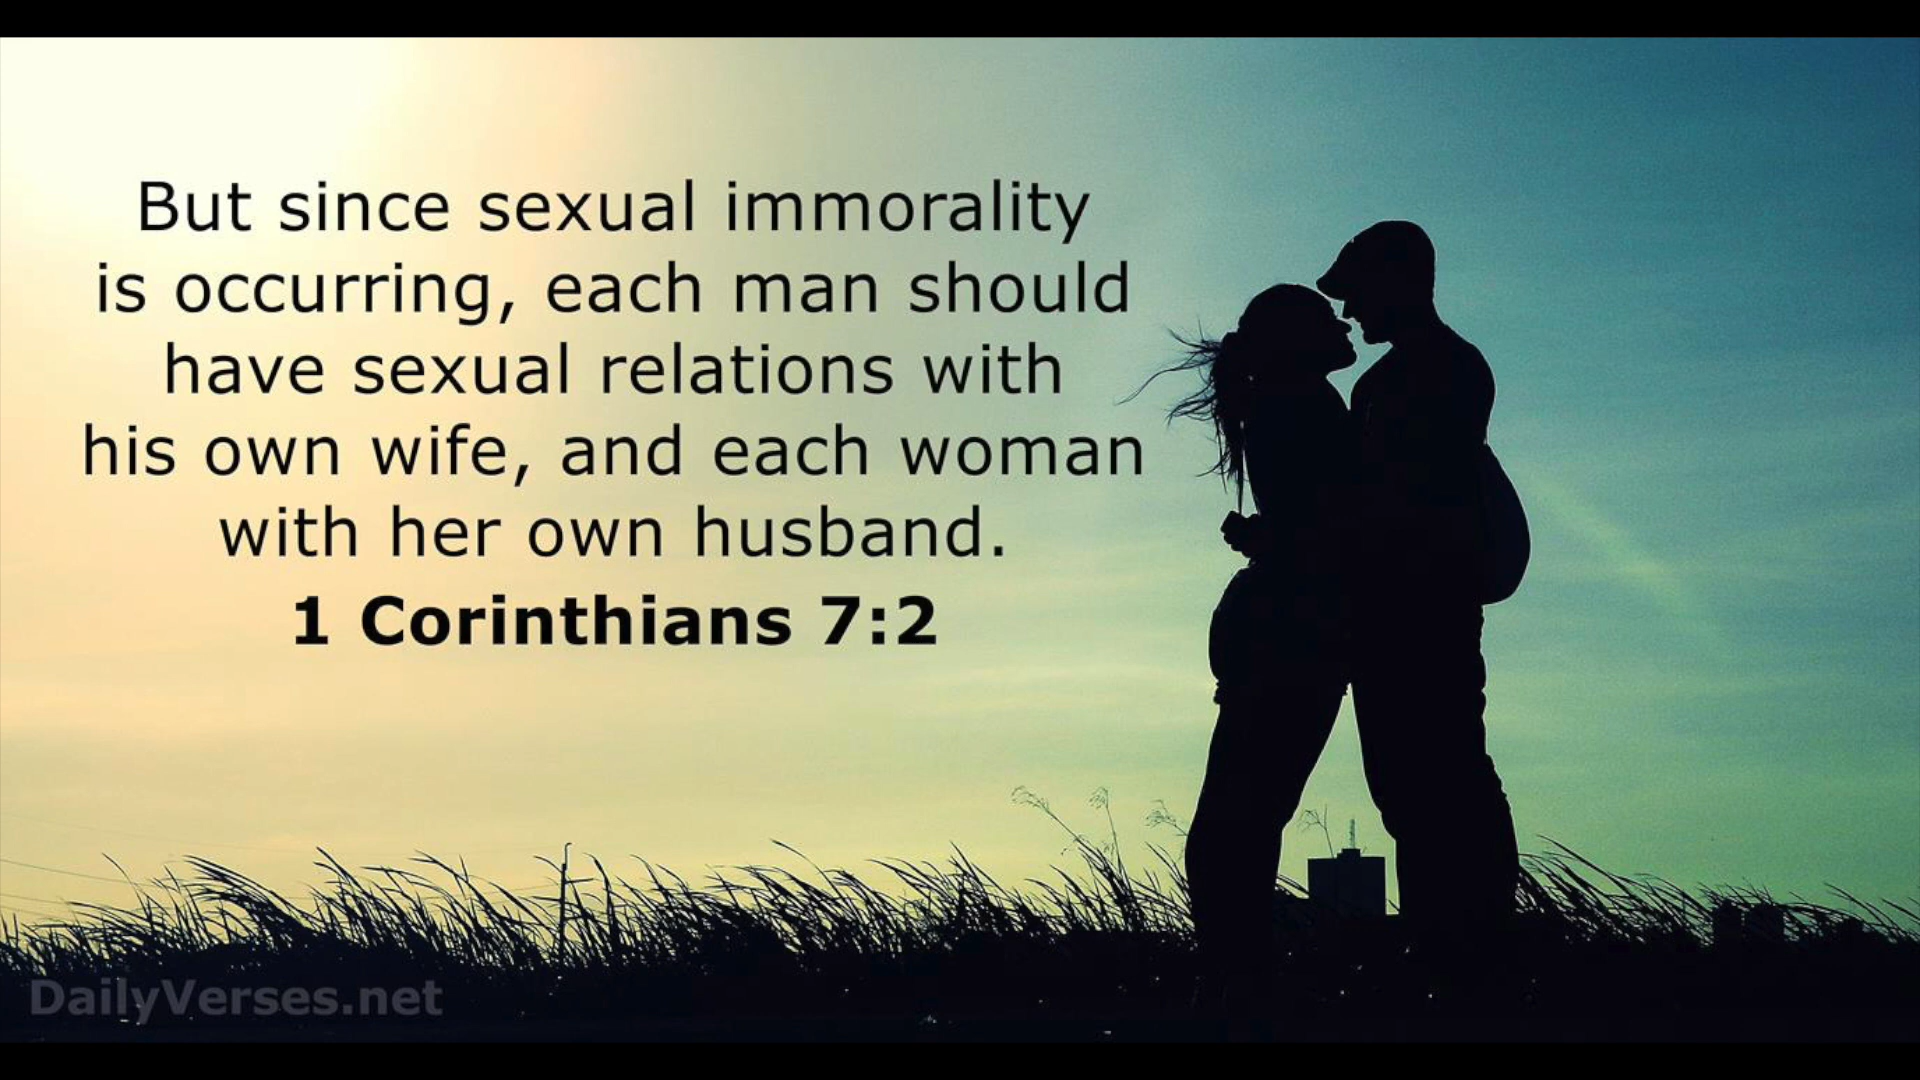 But since sexual immorality
is occurring, each man should
have sexual relations with
his own wife, and each woman
with her own husband.
1 Corinthians 7:2
DailyVerses.net